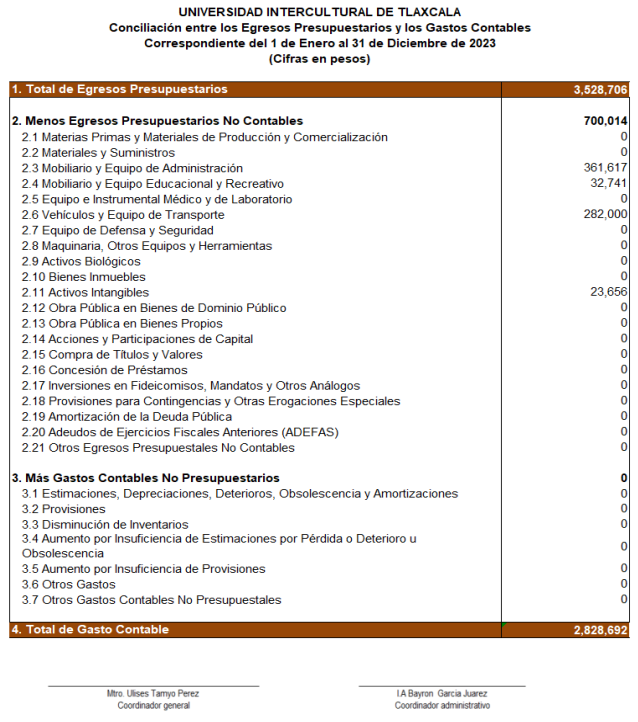 UNIVERSIDAD INTERCULTURAL DE TLAXCALA
Conciliación entre los Egresos Presupuestarios y los Gastos Contables
Correspondiente del 1 de Enero al 31 de Diciembre de 2023
(Cifras en pesos)
1. Total de Egresos Presupuestarios 3,528,706
2. Menos Egresos Presupuestarios No Contables 700,014
2.1 Materias Primas y Materiales de Producción y Comercialización 0
2.2 Materiales y Suministros 0
2.3 Mobiliario y Equipo de Administración 361,617
2.4 Mobiliario y Equipo Educacional y Recreativo 32,741
2.5 Equipo e Instrumental Médico y de Laboratorio 0
2.6 Vehículos y Equipo de Transporte 282,000
2.7 Equipo de Defensa y Seguridad 0
2.8 Maquinaria, Otros Equipos y Herramientas 0
2.9 Activos Biológicos 0
2.10 Bienes Inmuebles 0
2.11 Activos Intangibles 23,656
2.12 Obra Pública en Bienes de Dominio Público 0
2.13 Obra Pública en Bienes Propios 0
2.14 Acciones y Participaciones de Capital 0
2.15 Compra de Títulos y Valores 0
2.16 Concesión de Préstamos 0
2.17 Inversiones en Fideicomisos, Mandatos y Otros Análogos 0
2.18 Provisiones para Contingencias y Otras Erogaciones Especiales 0
2.19 Amortización de la Deuda Pública 0
2.20 Adeudos de Ejercicios Fiscales Anteriores (ADEFAS) 0
2.21 Otros Egresos Presupuestales No Contables 0
3. Más Gastos Contables No Presupuestarios 0
3.1 Estimaciones, Depreciaciones, Deterioros, Obsolescencia y Amortizaciones 0
3.2 Provisiones 0
3.3 Disminución de Inventarios 0
3.4 Aumento por Insuficiencia de Estimaciones por Pérdida o Deterioro u
Obsolescencia 0
3.5 Aumento por Insuficiencia de Provisiones 0
3.6 Otros Gastos 0
3.7 Otros Gastos Contables No Presupuestales 0
4. Total de Gasto Contable 2,828,692
Mtro. Ulises Tamyo Perez I.A Bayron Garcia Juarez
Coordinador general Coordinador administrativo